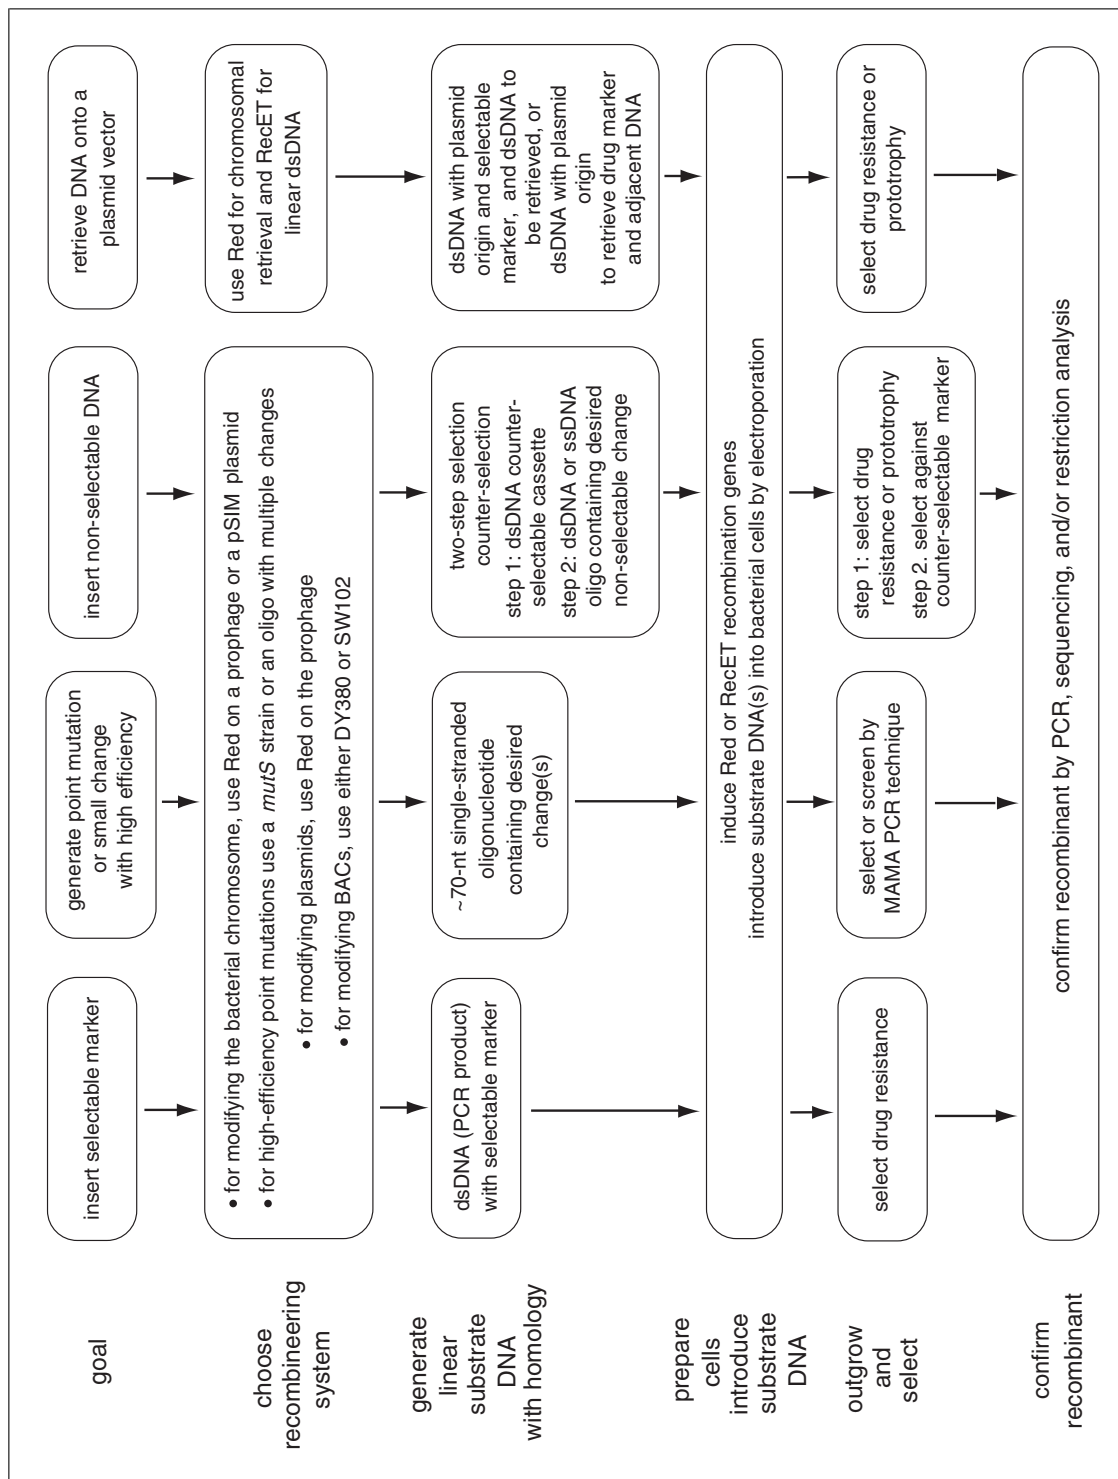 goal
insert selectable marker
generate point mutation
or small change
with high efficiency
insert non-selectable DNA
retrieve DNA onto a
plasmid vector
choose
recombineering
system
• for modifying the bacterial chromosome, use Red on a prophage or a pSIM plasmid
• for high-efficiency point mutations use a mutS strain or an oligo with multiple changes
• for modifying plasmids, use Red on the prophage
• for modifying BACs, use either DY380 or SW102
use Red for chromosomal
retrieval and RecET for
linear dsDNA
generate
linear
substrate
DNA
with homology
dsDNA (PCR product)
with selectable marker
~70-nt single-stranded
oligonucleotide
containing desired
change(s)
two-step selection
counter-selection
step 1: dsDNA counter-
selectable cassette
step 2: dsDNA or ssDNA
oligo containing desired
non-selectable change
dsDNA with plasmid
origin and selectable
marker, and dsDNA to
be retrieved, or
dsDNA with plasmid
origin
to retrieve drug marker
and adjacent DNA
prepare
cells
introduce
substrate
DNA
induce Red or RecET recombination genes
introduce substrate DNA(s) into bacterial cells by electroporation
outgrow
and
select
select drug resistance
select or screen by
MAMA PCR technique
step 1: select drug
resistance or prototrophy
step 2. select against
counter-selectable marker
select drug resistance or
prototrophy
confirm
recombinant
confirm recombinant by PCR, sequencing, and/or restriction analysis